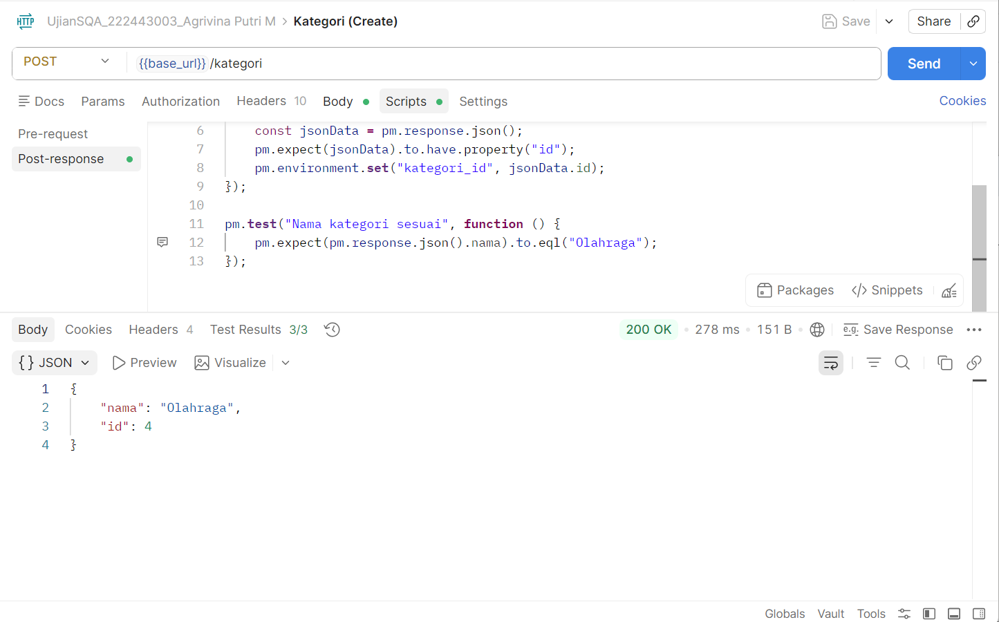 HTTP UjianSQA_222443003_Agrivina Putri M > Kategori (Create) Save Share
POST {{base_url}} /kategori Send
Docs Params Authorization Headers 10 Body Scripts Settings Cookies
Pre-request
Post-response
6 const jsonData = pm.response.json();
7 pm.expect(jsonData).to.have.property("id");
8 pm.environment.set("kategori_id", jsonData.id);
9 });
10
11 pm.test("Nama kategori sesuai", function () {
12 pm.expect(pm.response.json().nama).to.eql("Olahraga");
13 });
Packages </> Snippets
Body Cookies Headers 4 Test Results 3/3 200 OK • 278 ms • 151 B • e.g. Save Response
{} JSON Preview Visualize
1 {
2 "nama": "Olahraga",
3 "id": 4
4 }
Globals Vault Tools